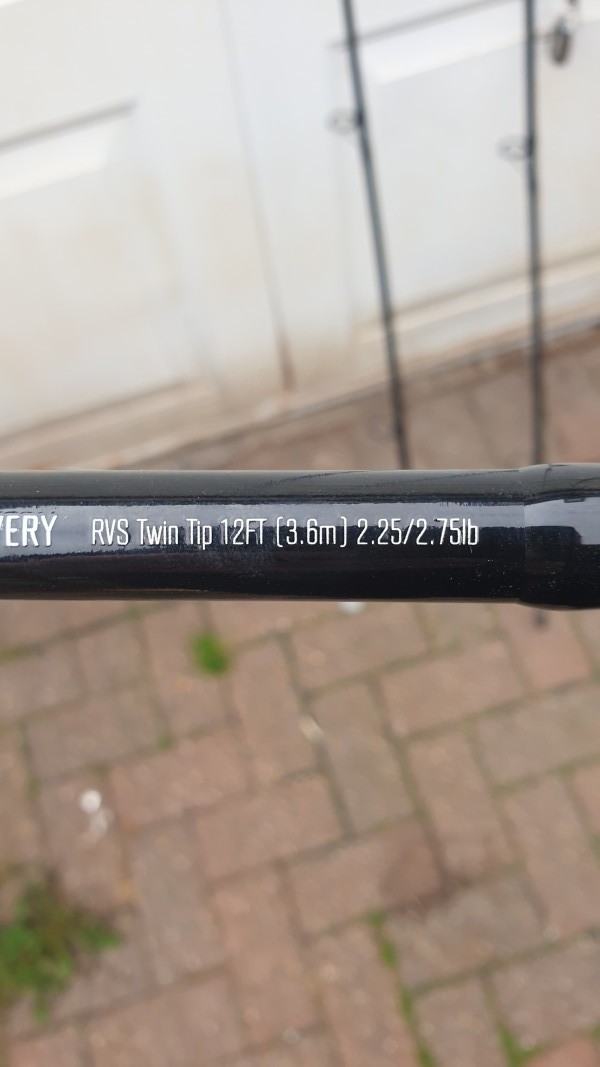 VERY RVS Twin Tip 12FT (3.6m) 2.25/2.75lb